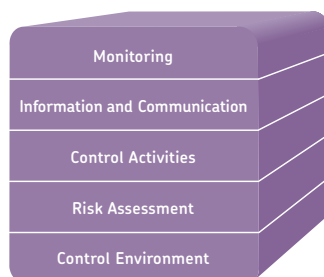 Monitoring
Information and Communication
Control Activities
Risk Assessment
Control Environment